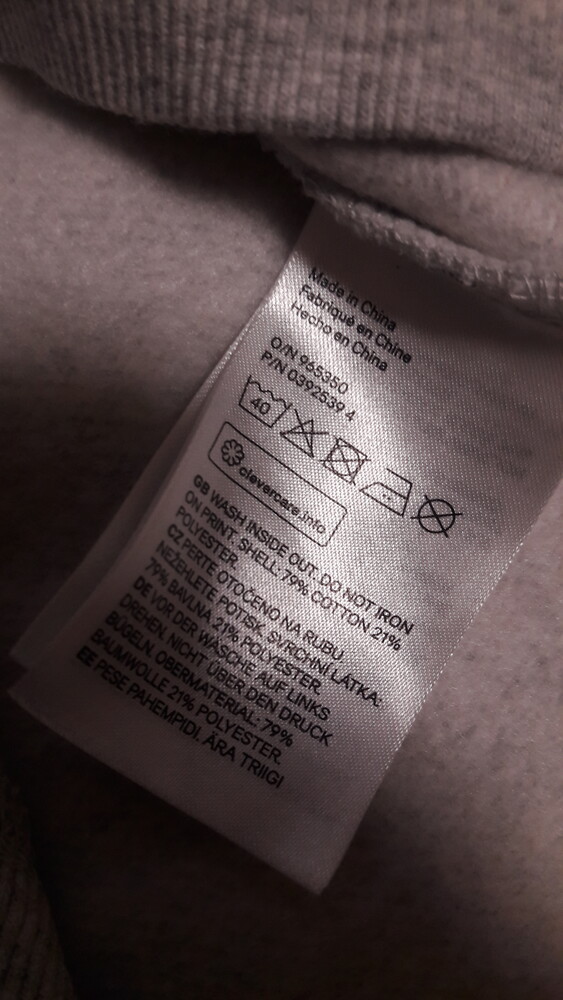 Made in China
Fabriqué en Chine
Hecho en China
O/N 965350
P/N 0392539 4
40
clevercare.info
GB WASH INSIDE OUT. DO NOT IRON
ON PRINT. SHELL: 79% COTTON 21%
POLYESTER.
CZ PERTE OTOČENO NA RUBU.
NEŽEHLETE POTISK. SVRCHNÍ LÁTKA:
79% BAVLNA 21% POLYESTER.
DE VOR DER WÄSCHE AUF LINKS
DREHEN. NICHT ÜBER DEN DRUCK
BÜGELN. OBERMATERIAL: 79%
BAUMWOLLE 21% POLYESTER.
EE PESE PAHEMPIDI. ÄRA TRIIGI